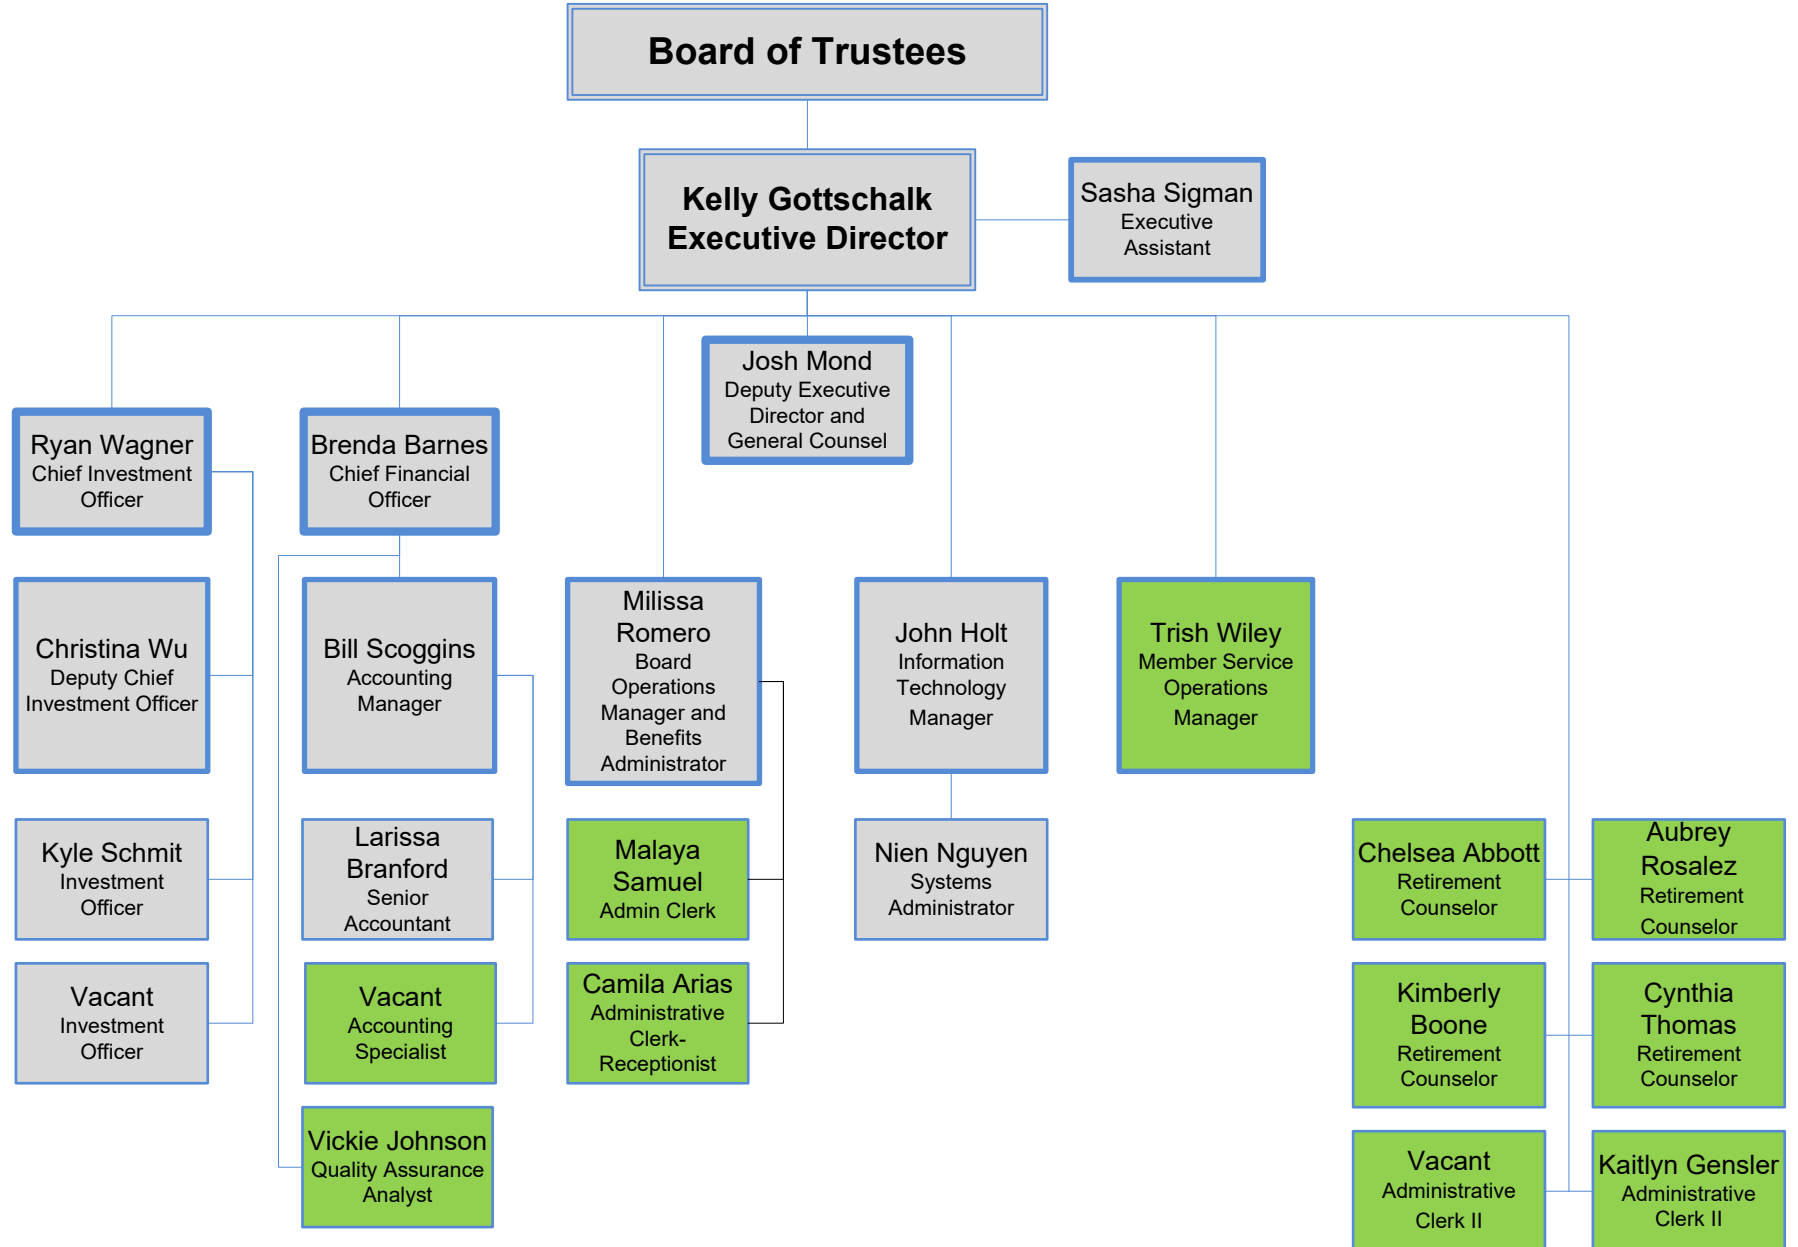 Board of Trustees
Kelly Gottschalk
Executive Director
Sasha Sigman
Executive
Assistant
Josh Mond
Deputy Executive
Director and
General Counsel
Ryan Wagner
Chief Investment
Officer
Brenda Barnes
Chief Financial
Officer
Christina Wu
Deputy Chief
Investment Officer
Bill Scoggins
Accounting
Manager
Milissa
Romero
Board
Operations
Manager and
Benefits
Administrator
John Holt
Information
Technology
Manager
Trish Wiley
Member Service
Operations
Manager
Kyle Schmit
Investment
Officer
Larissa
Branford
Senior
Accountant
Malaya
Samuel
Admin Clerk
Nien Nguyen
Systems
Administrator
Chelsea Abbott
Retirement
Counselor
Aubrey
Rosalez
Retirement
Counselor
Vacant
Investment
Officer
Vacant
Accounting
Specialist
Camila Arias
Administrative
Clerk-
Receptionist
Kimberly
Boone
Retirement
Counselor
Cynthia
Thomas
Retirement
Counselor
Vickie Johnson
Quality Assurance
Analyst
Vacant
Administrative
Clerk II
Kaitlyn Gensler
Administrative
Clerk II